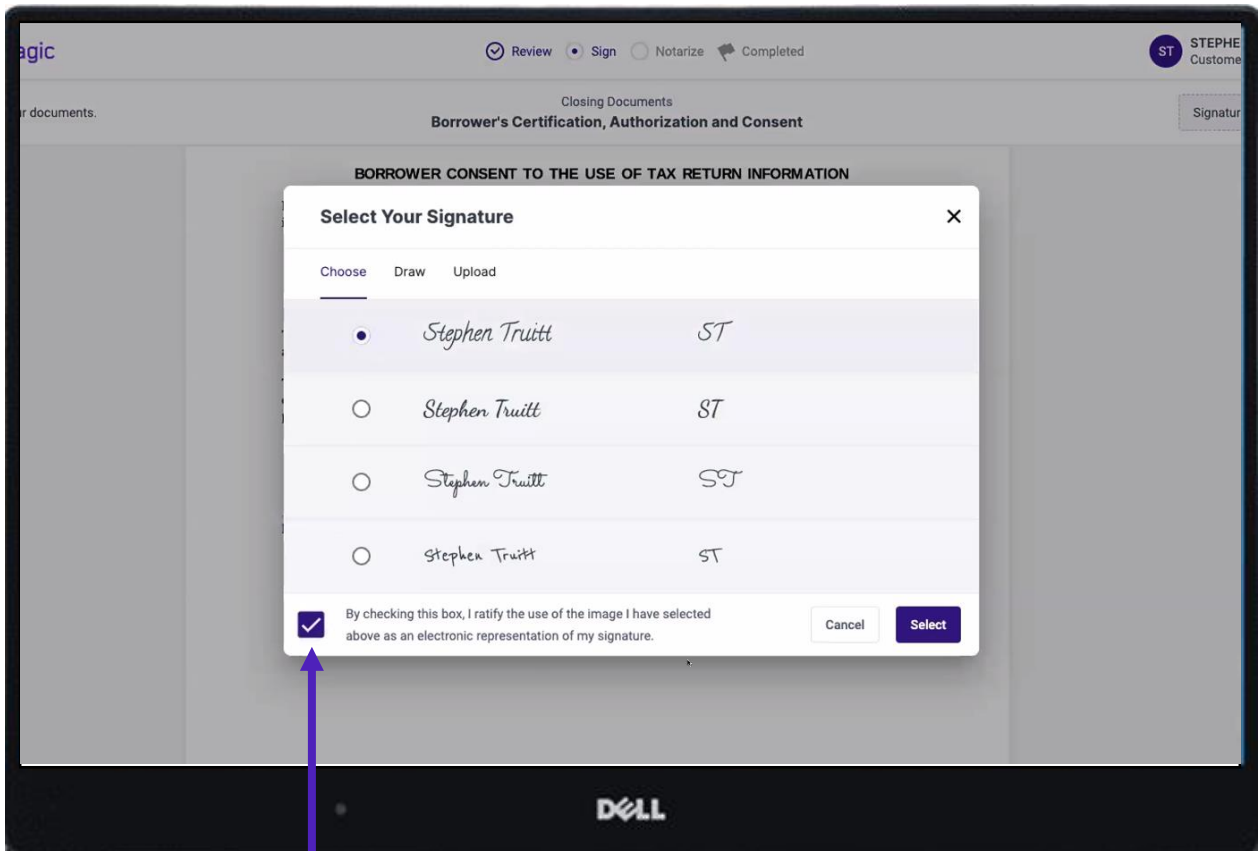 agic
Review Sign Notarize Completed
ST STEPHE
Custome
r documents.
Closing Documents
Borrower's Certification, Authorization and Consent
Signatur
BORROWER CONSENT TO THE USE OF TAX RETURN INFORMATION
Select Your Signature
Choose Draw Upload
Stephen Truitt ST
Stephen Truitt ST
Stephen Truitt ST
Stephen Truitt ST
By checking this box, I ratify the use of the image I have selected
above as an electronic representation of my signature.
Cancel Select
DELL